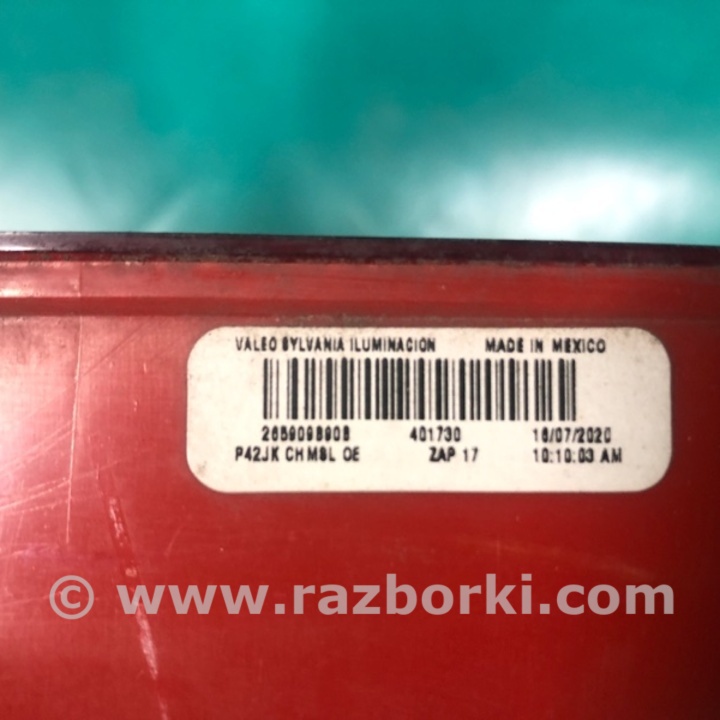 VALEO SYLVANIA ILUMINACION MADE IN MEXICO
401730 16/07/2020
P42JK CHMSL OE ZAP 17 10:10:03 AM
© www.razborki.com